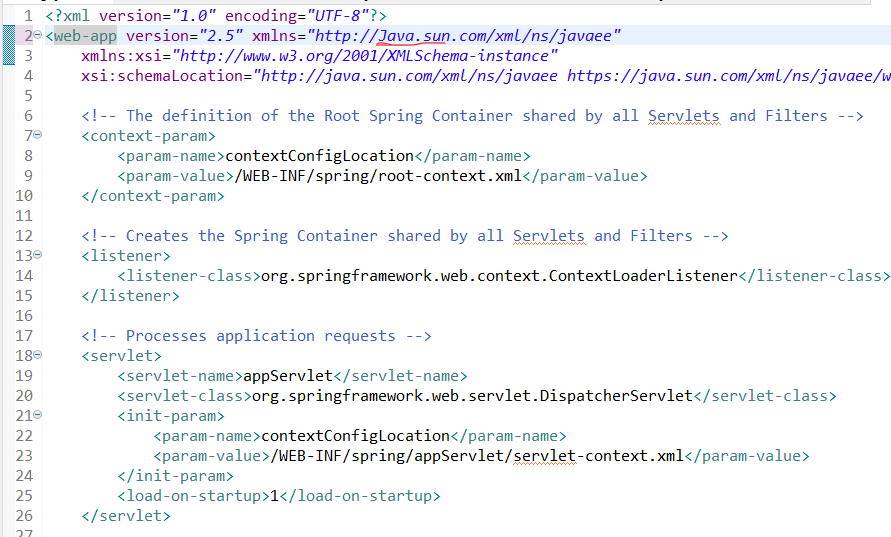 1 <?xml version="1.0" encoding="UTF-8"?>
2 <web-app version="2.5" xmlns="http://Java.sun.com/xml/ns/javaee"
3 xmlns:xsi="http://www.w3.org/2001/XMLSchema-instance"
4 xsi:schemaLocation="http://java.sun.com/xml/ns/javaee https://java.sun.com/xml/ns/javaee/w
5
6 <!-- The definition of the Root Spring Container shared by all Servlets and Filters -->
7 <context-param>
8 <param-name>contextConfigLocation</param-name>
9 <param-value>/WEB-INF/spring/root-context.xml</param-value>
10 </context-param>
11
12 <!-- Creates the Spring Container shared by all Servlets and Filters -->
13 <listener>
14 <listener-class>org.springframework.web.context.ContextLoaderListener</listener-class>
15 </listener>
16
17 <!-- Processes application requests -->
18 <servlet>
19 <servlet-name>appServlet</servlet-name>
20 <servlet-class>org.springframework.web.servlet.DispatcherServlet</servlet-class>
21 <init-param>
22 <param-name>contextConfigLocation</param-name>
23 <param-value>/WEB-INF/spring/appServlet/servlet-context.xml</param-value>
24 </init-param>
25 <load-on-startup>1</load-on-startup>
26 </servlet>
27